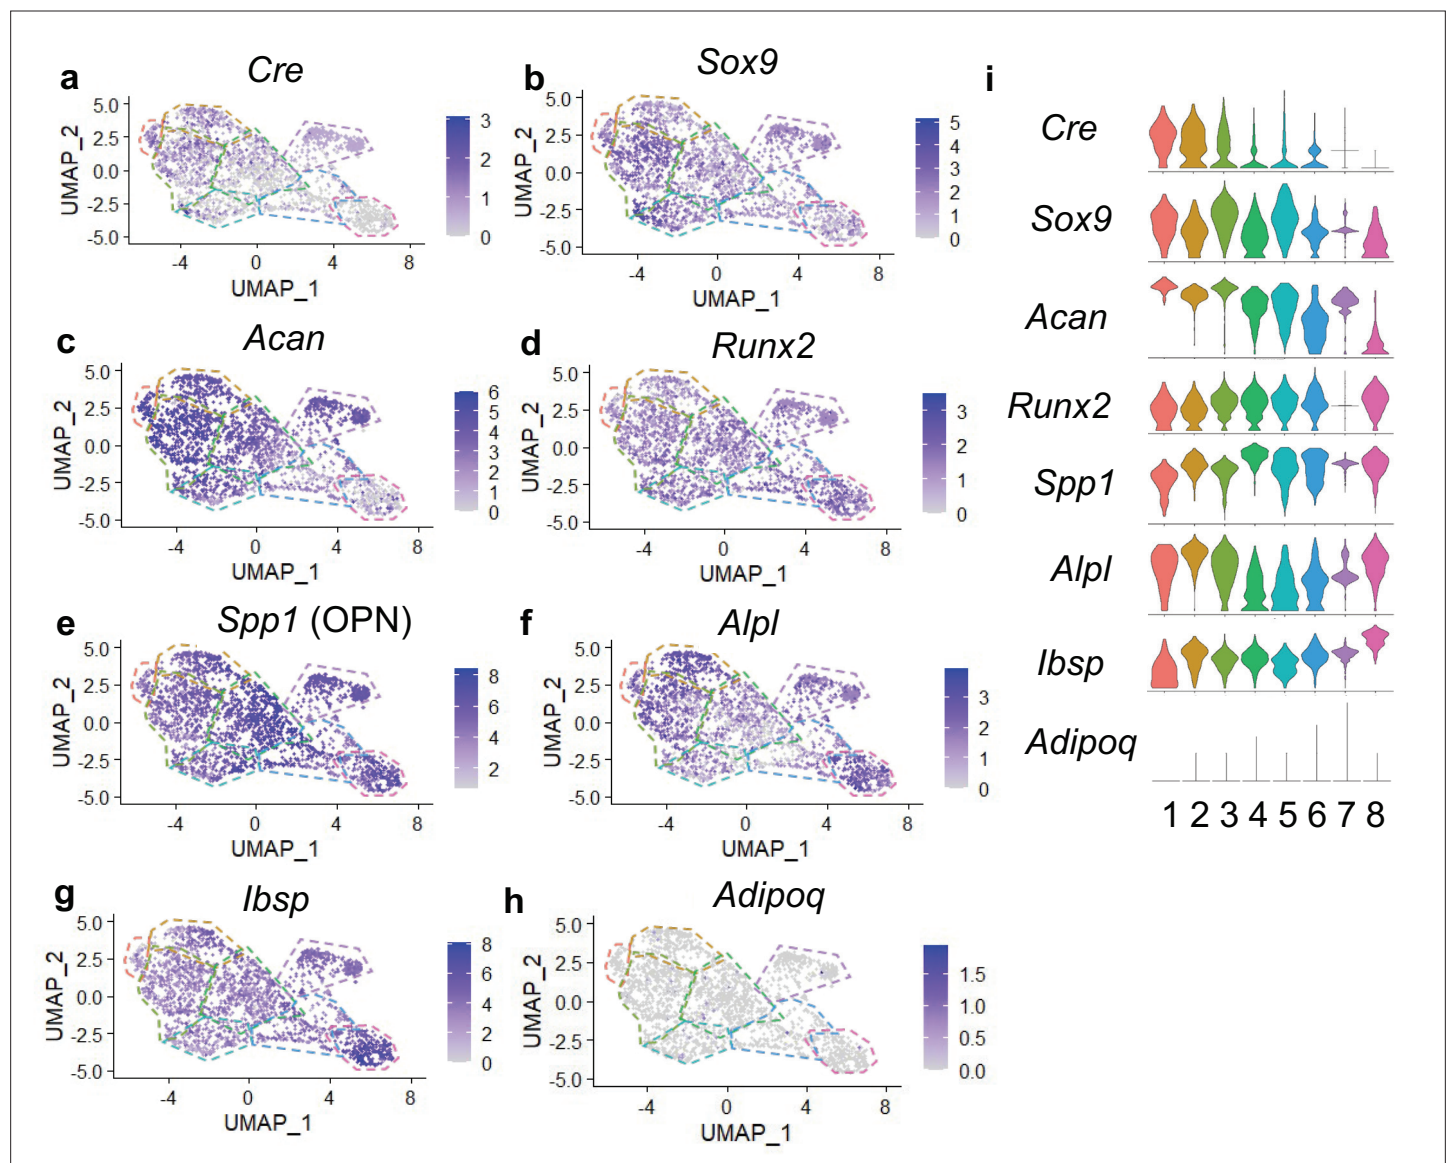 a
Cre
UMAP_2
5.0
2.5
0.0
-2.5
-5.0
-4
0
4
8
UMAP_1
3
2
1
0
b
Sox9
UMAP_2
5.0
2.5
0.0
-2.5
-5.0
-4
0
4
8
UMAP_1
5
4
3
2
1
0
c
Acan
UMAP_2
5.0
2.5
0.0
-2.5
-5.0
-4
0
4
8
UMAP_1
6
5
4
3
2
1
0
d
Runx2
UMAP_2
5.0
2.5
0.0
-2.5
-5.0
-4
0
4
8
UMAP_1
3
2
1
0
e
Spp1 (OPN)
UMAP_2
5.0
2.5
0.0
-2.5
-5.0
-4
0
4
8
UMAP_1
8
6
4
2
f
Alpl
UMAP_2
5.0
2.5
0.0
-2.5
-5.0
-4
0
4
8
UMAP_1
3
2
1
0
g
Ibsp
UMAP_2
5.0
2.5
0.0
-2.5
-5.0
-4
0
4
8
UMAP_1
8
6
4
2
0
h
Adipoq
UMAP_2
5.0
2.5
0.0
-2.5
-5.0
-4
0
4
8
UMAP_1
1.5
1.0
0.5
0.0
i
Cre
Sox9
Acan
Runx2
Spp1
Alpl
Ibsp
Adipoq
1 2 3 4 5 6 7 8